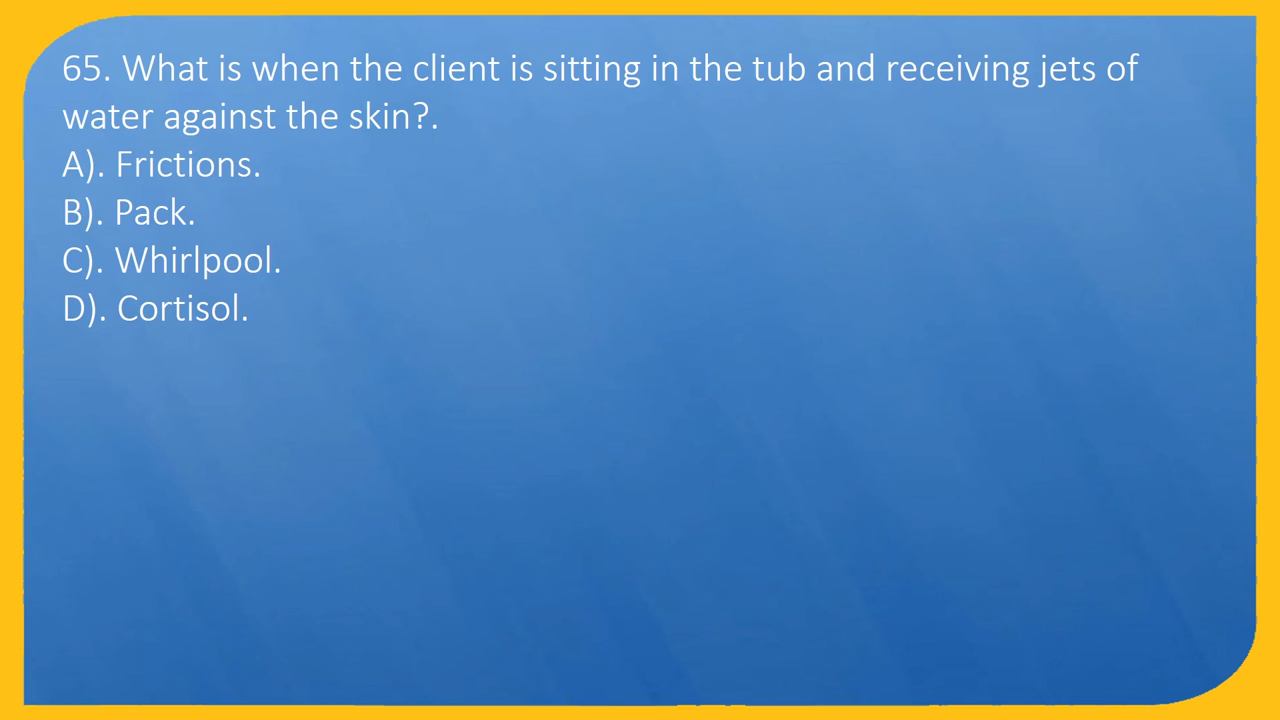 65. What is when the client is sitting in the tub and receiving jets of
water against the skin?.
A). Frictions.
B). Pack.
C). Whirlpool.
D). Cortisol.